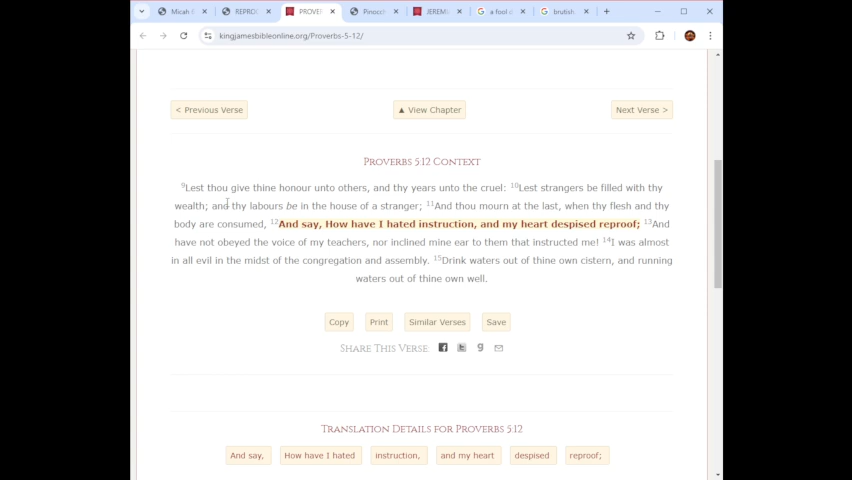 Micah 
REPROO
PROVE
Pinocch
JEREMI
a fool d
brutish
kingjamesbibleonline.org/Proverbs-5-12/
< Previous Verse
▲ View Chapter
Next Verse >
Proverbs 5:12 Context
9Lest thou give thine honour unto others, and thy years unto the cruel: 10Lest strangers be filled with thy
wealth; and thy labours be in the house of a stranger; 11And thou mourn at the last, when thy flesh and thy
body are consumed, 12And say, How have I hated instruction, and my heart despised reproof; 13And
have not obeyed the voice of my teachers, nor inclined mine ear to them that instructed me! 14I was almost
in all evil in the midst of the congregation and assembly. 15Drink waters out of thine own cistern, and running
waters out of thine own well.
Copy
Print
Similar Verses
Save
Share This Verse:
Translation Details for Proverbs 5:12
And say,
How have I hated
instruction,
and my heart
despised
reproof;